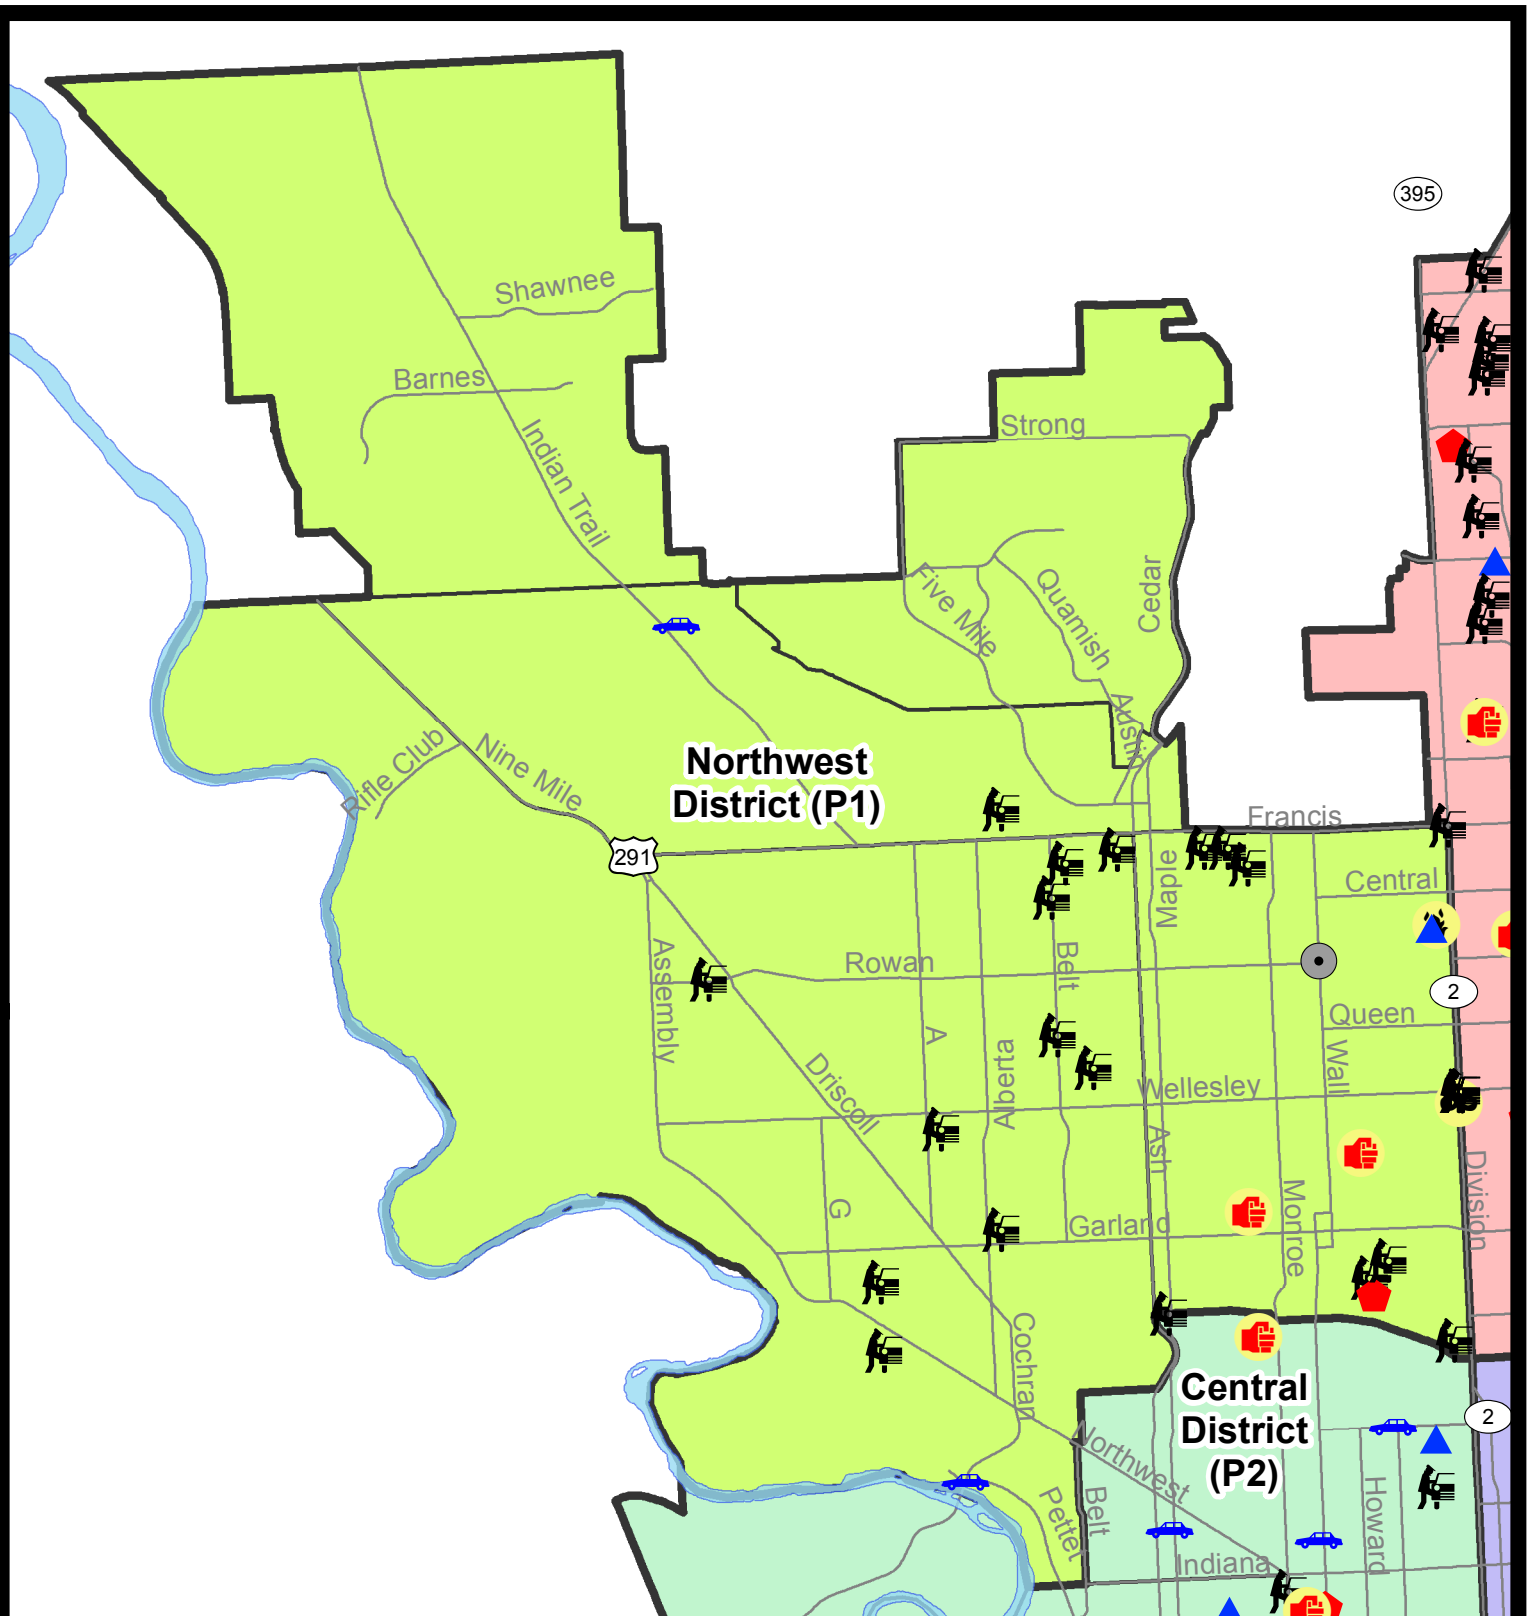 395
Shawnee
Barnes
Strong
Indian Trail
Five Mile
Quamish
Cedar
Austin
Rifle Club
Nine Mile
Northwest
District (P1)
Francis
291
Maple
Central
Assembly
Rowan
Belt
2
A
Queen
Driscoll
Alberta
Wall
Wellesley
Ash
Division
G
Garland
Monroe
Cochran
Central
District
(P2)
2
Northwest
Pettet
Belt
Howard
Indiana